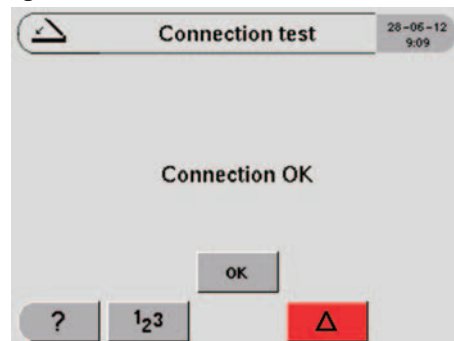 Connection test
28-06-12
9:09
Connection OK
OK
? 123